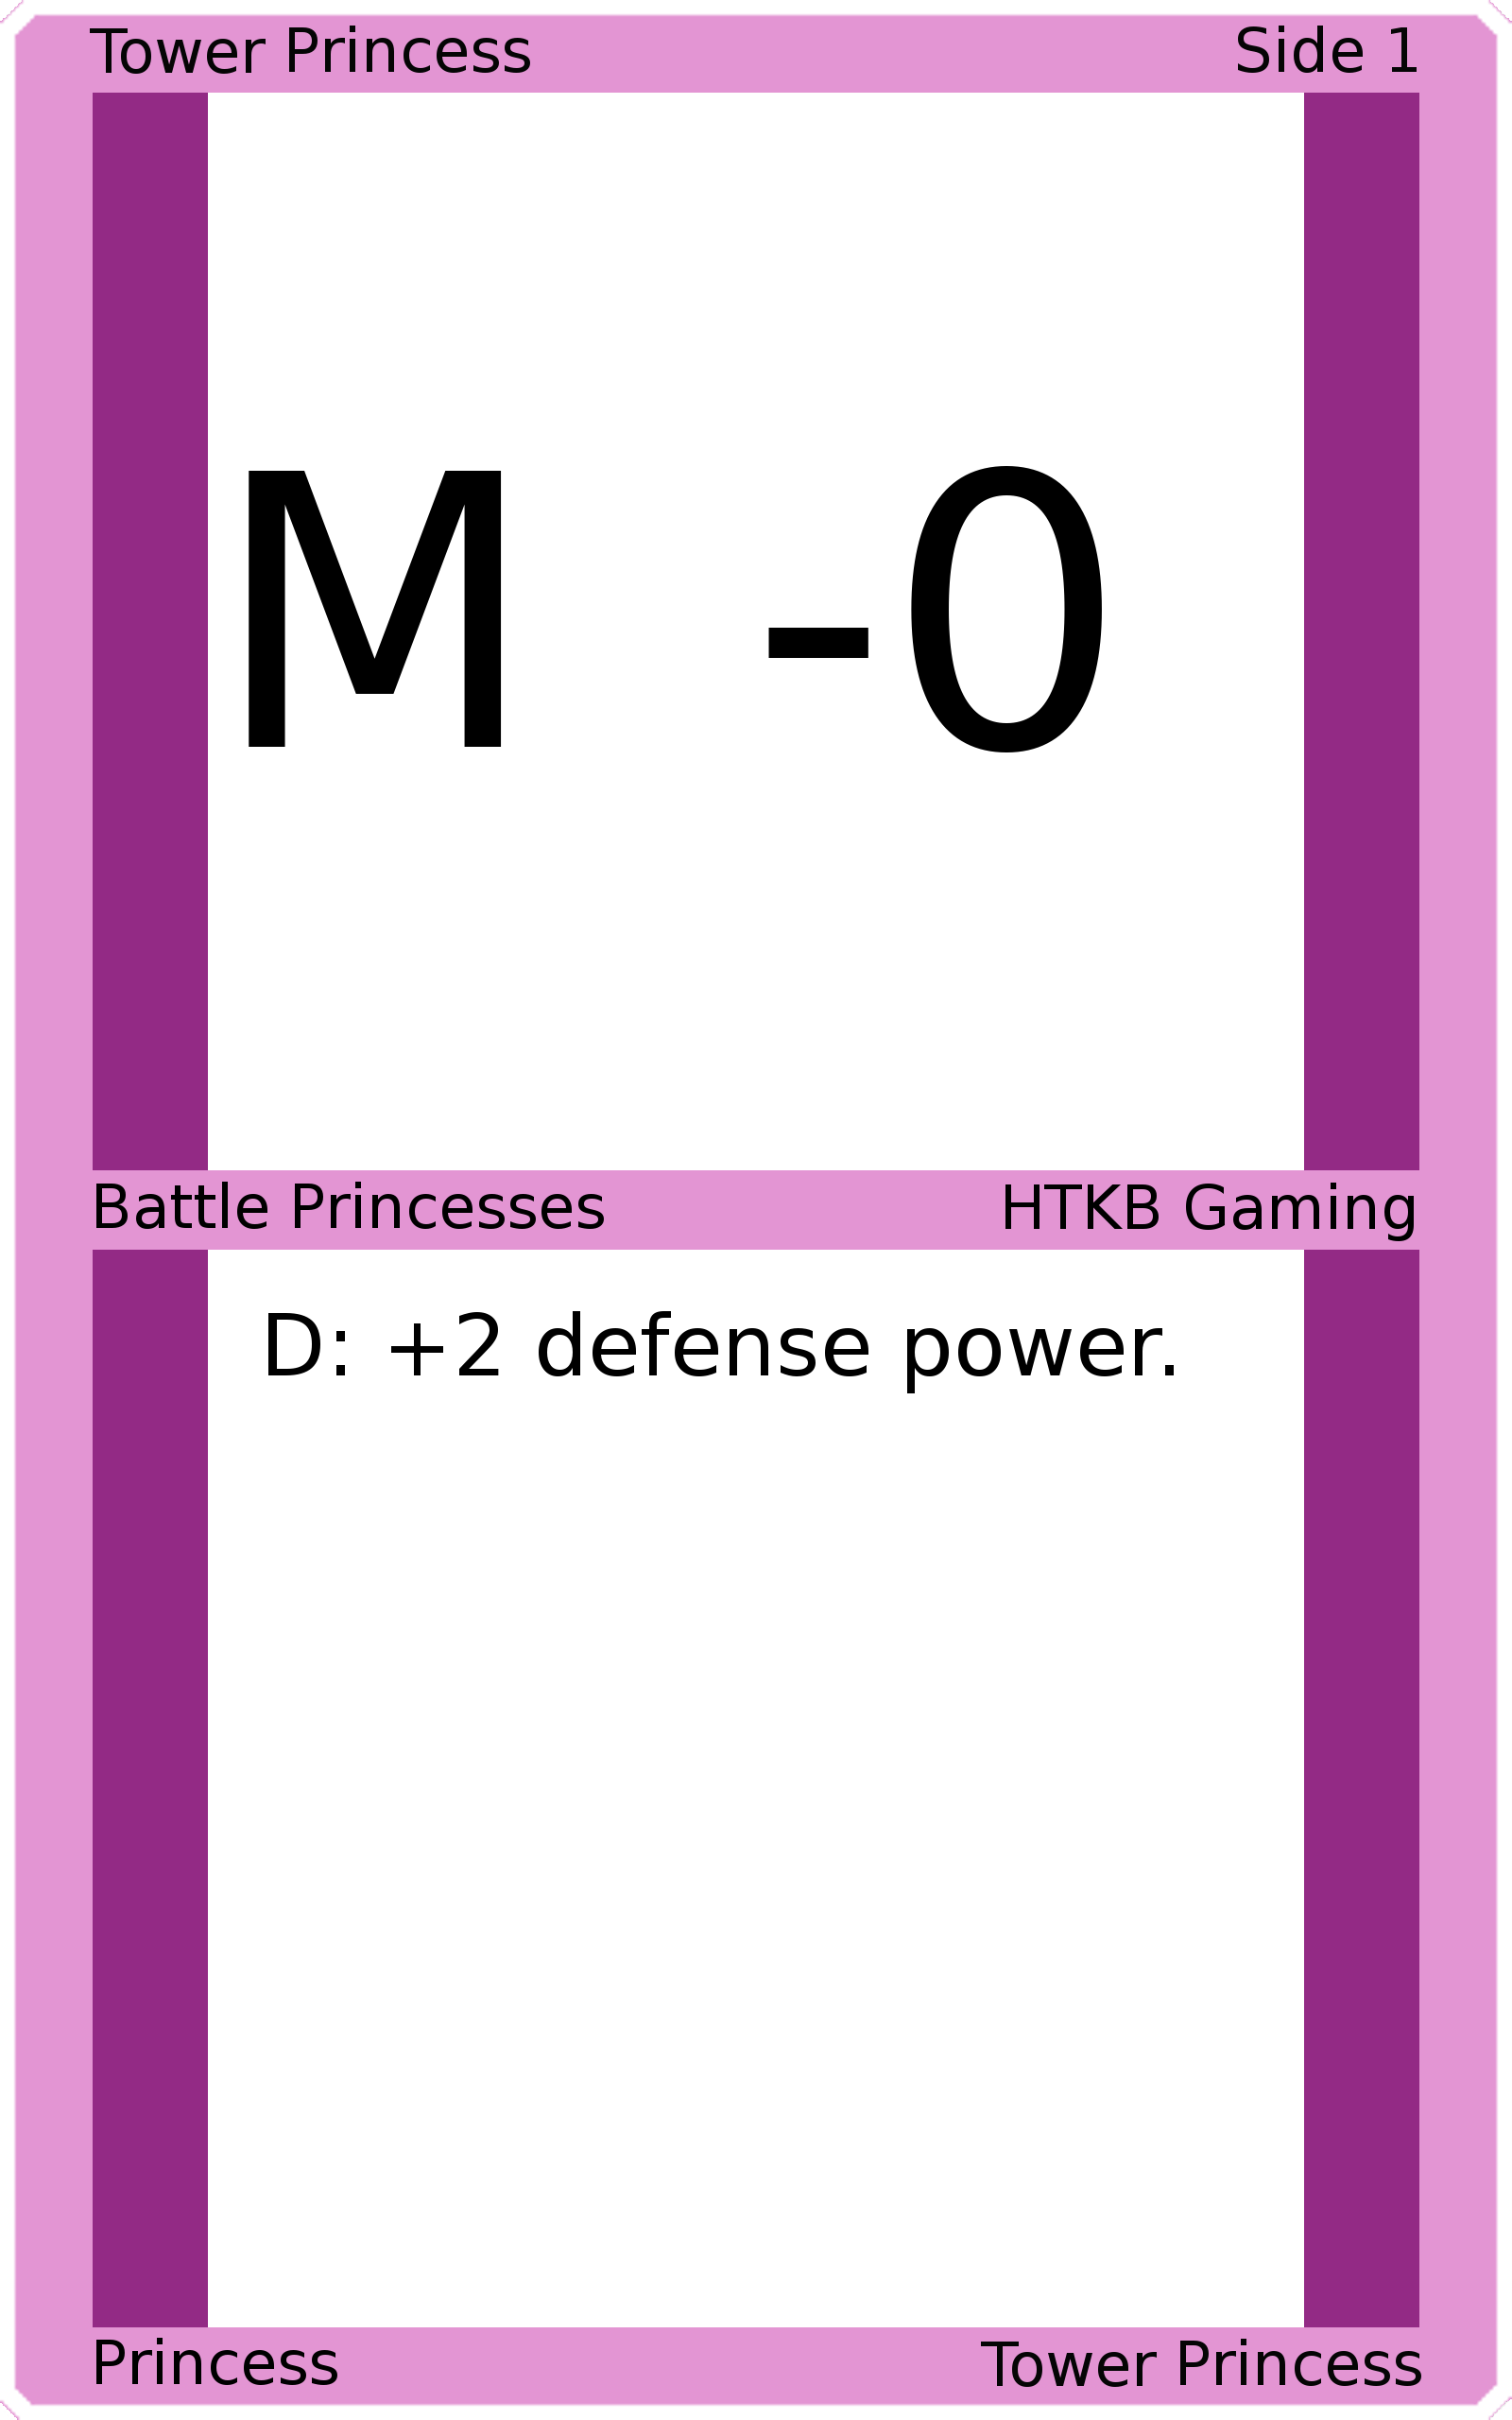 Tower Princess Side 1
M -0
Battle Princesses HTKB Gaming
D: +2 defense power.
Princess Tower Princess